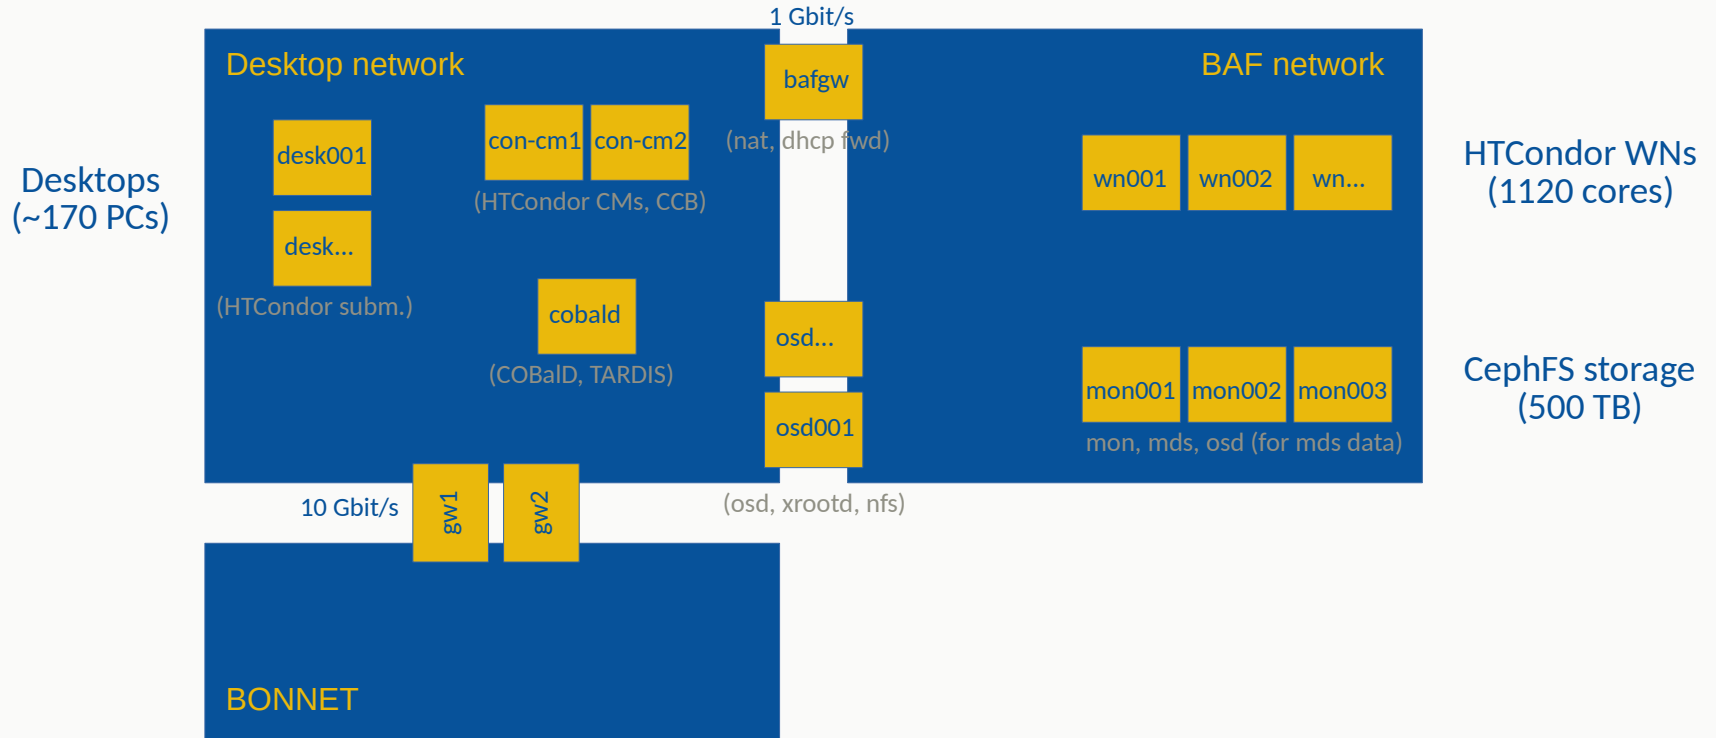 1 Gbit/s
Desktop network
BAF network
bafgw
(nat, dhcp fwd)
desk001
con-cm1
con-cm2
(HTCondor CMs, CCB)
Desktops
(~170 PCs)
desk...
(HTCondor subm.)
cobald
(COBalD, TARDIS)
wn001
wn002
wn...
HTCondor WNs
(1120 cores)
osd...
osd001
(osd, xrootd, nfs)
mon001
mon002
mon003
mon, mds, osd (for mds data)
CephFS storage
(500 TB)
10 Gbit/s
gw1
gw2
BONNET